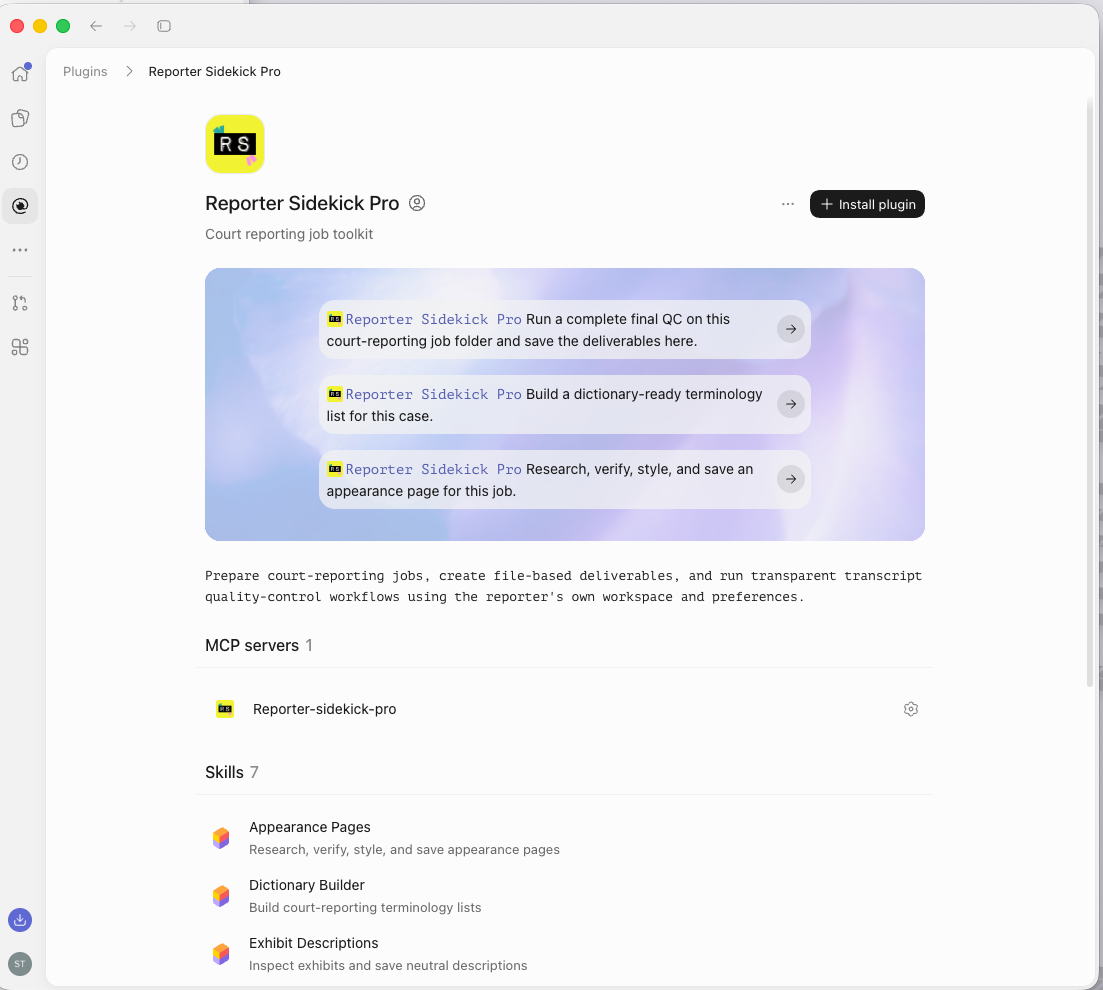 Plugins > Reporter Sidekick Pro
RS
Reporter Sidekick Pro
Install plugin
Court reporting job toolkit
RS Reporter Sidekick Pro Run a complete final QC on this
court-reporting job folder and save the deliverables here.
RS Reporter Sidekick Pro Build a dictionary-ready terminology
list for this case.
RS Reporter Sidekick Pro Research, verify, style, and save an
appearance page for this job.
Prepare court-reporting jobs, create file-based deliverables, and run transparent transcript
quality-control workflows using the reporter's own workspace and preferences.
MCP servers 1
RS Reporter-sidekick-pro
Skills 7
Appearance Pages
Research, verify, style, and save appearance pages
Dictionary Builder
Build court-reporting terminology lists
Exhibit Descriptions
Inspect exhibits and save neutral descriptions
ST